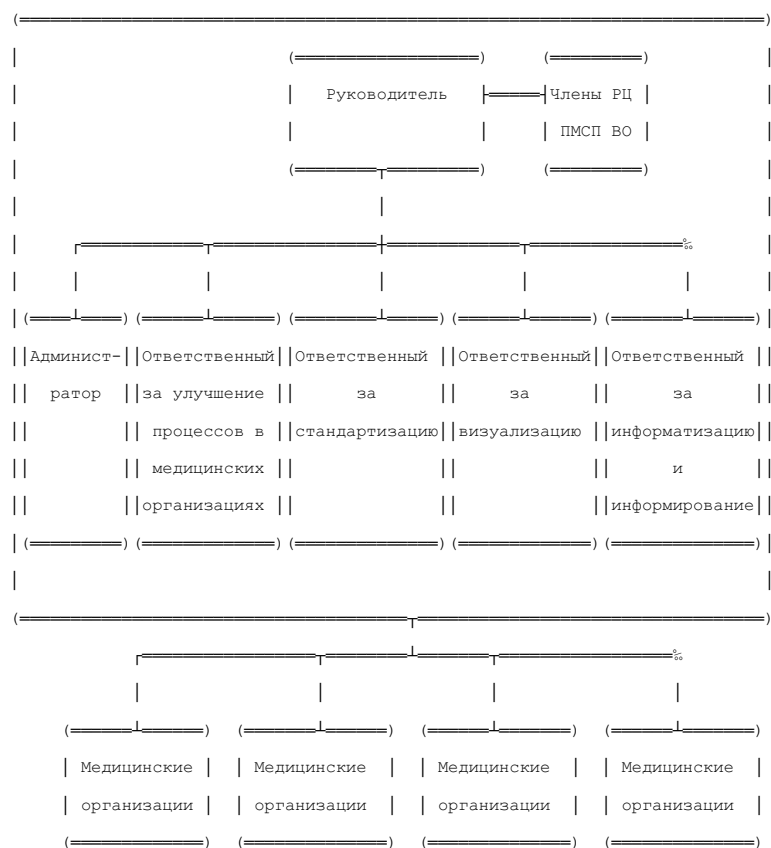 Руководитель Члены РЦ
ПМСП ВО
Админист- Ответственный Ответственный Ответственный Ответственный
ратор за улучшение за за за
процессов в стандартизацию визуализацию информатизацию
медицинских и
организациях информирование
Медицинские Медицинские Медицинские Медицинские
организации организации организации организации